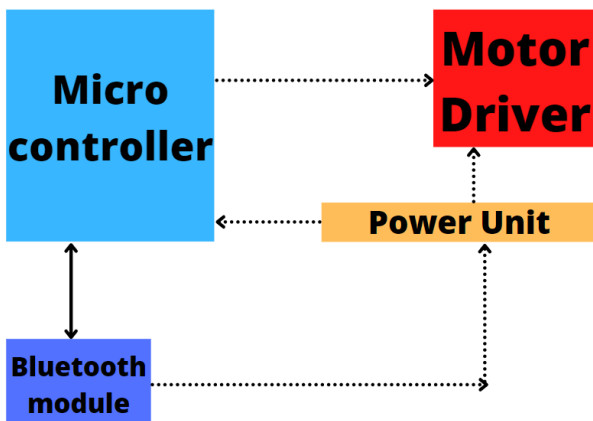 Micro
controller
Motor
Driver
Power Unit
Bluetooth
module